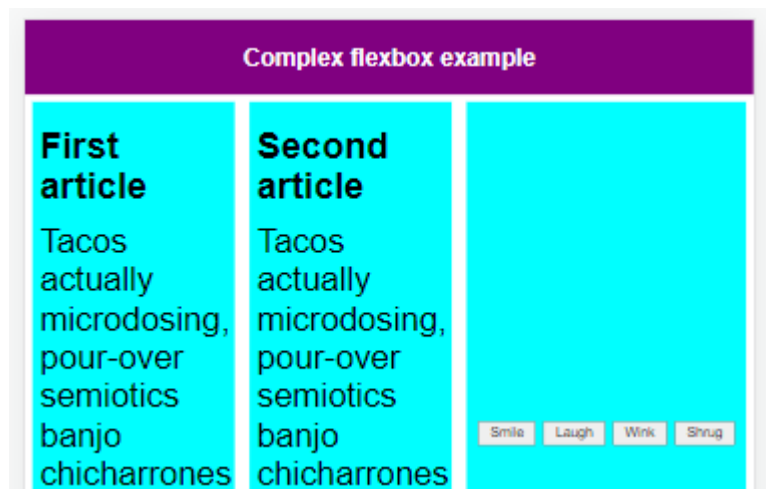 Complex flexbox example
First
article
Tacos
actually
microdosing,
pour-over
semiotics
banjo
chicharrones
Second
article
Tacos
actually
microdosing,
pour-over
semiotics
banjo
chicharrones
Smile Laugh Wink Shrug